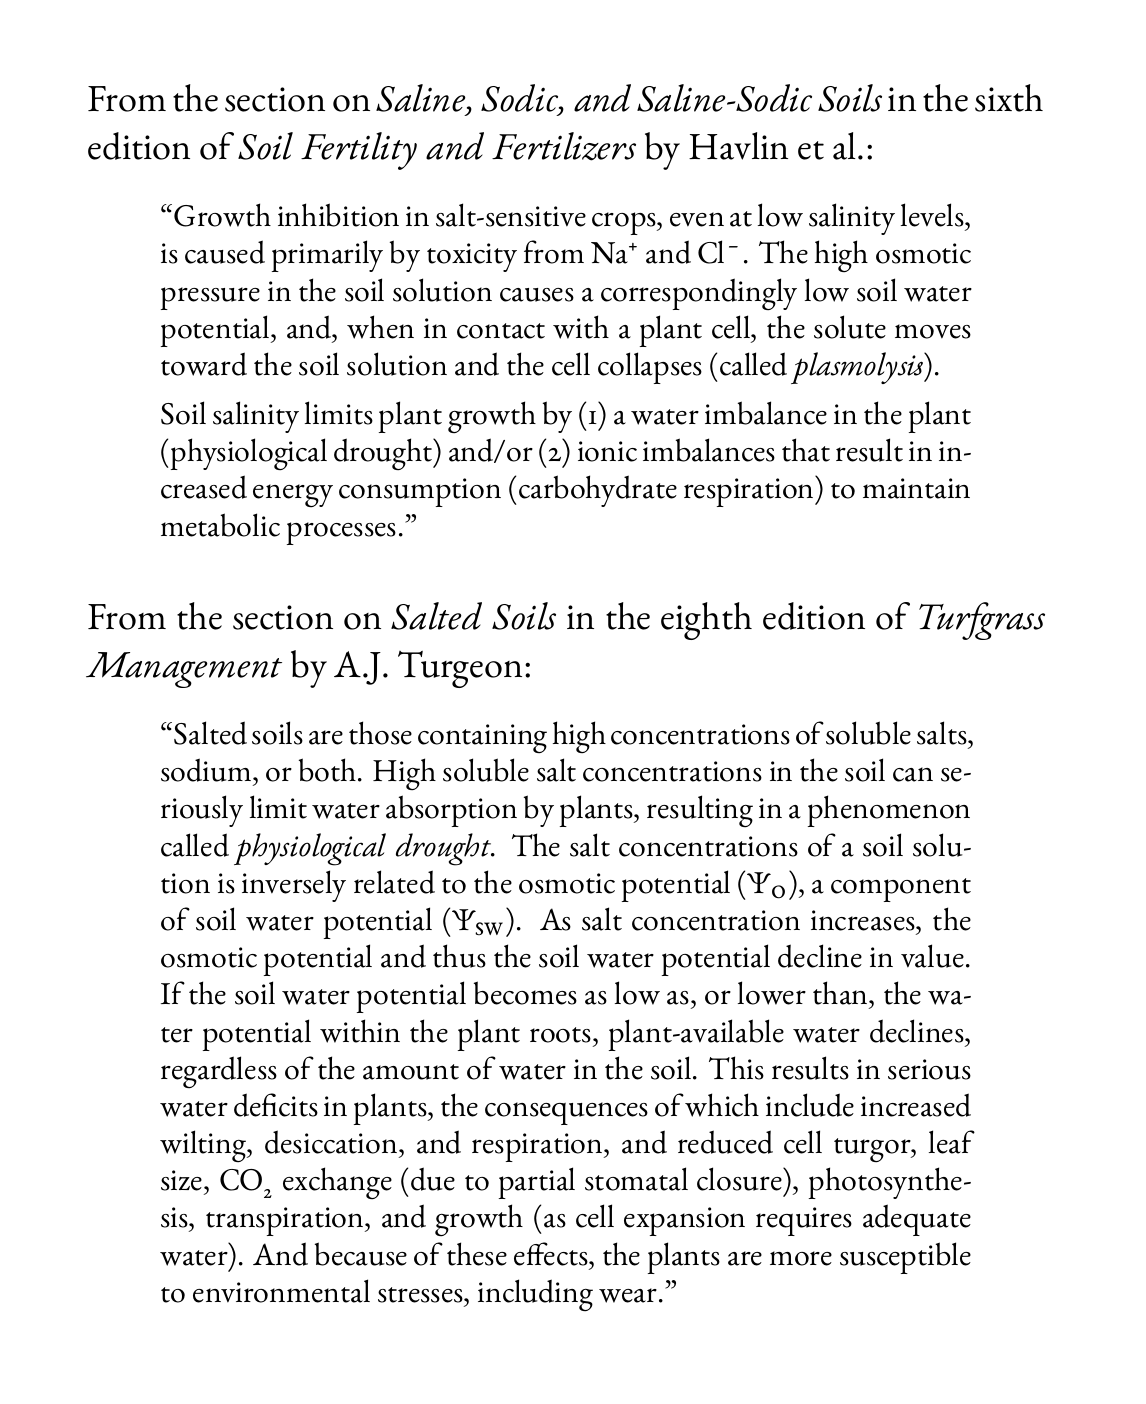 From the section on Saline, Sodic, and Saline-Sodic Soils in the sixth
edition of Soil Fertility and Fertilizers by Havlin et al.:
“Growth inhibition in salt-sensitive crops, even at low salinity levels,
is caused primarily by toxicity from Na⁺ and Cl⁻. The high osmotic
pressure in the soil solution causes a correspondingly low soil water
potential, and, when in contact with a plant cell, the solute moves
toward the soil solution and the cell collapses (called plasmolysis).
Soil salinity limits plant growth by (1) a water imbalance in the plant
(physiological drought) and/or (2) ionic imbalances that result in in-
creased energy consumption (carbohydrate respiration) to maintain
metabolic processes.”
From the section on Salted Soils in the eighth edition of Turfgrass
Management by A.J. Turgeon:
“Salted soils are those containing high concentrations of soluble salts,
sodium, or both. High soluble salt concentrations in the soil can se-
riously limit water absorption by plants, resulting in a phenomenon
called physiological drought. The salt concentrations of a soil solu-
tion is inversely related to the osmotic potential (ΨO), a component
of soil water potential (ΨSW). As salt concentration increases, the
osmotic potential and thus the soil water potential decline in value.
If the soil water potential becomes as low as, or lower than, the wa-
ter potential within the plant roots, plant-available water declines,
regardless of the amount of water in the soil. This results in serious
water deficits in plants, the consequences of which include increased
wilting, desiccation, and respiration, and reduced cell turgor, leaf
size, CO₂ exchange (due to partial stomatal closure), photosynthe-
sis, transpiration, and growth (as cell expansion requires adequate
water). And because of these effects, the plants are more susceptible
to environmental stresses, including wear.”